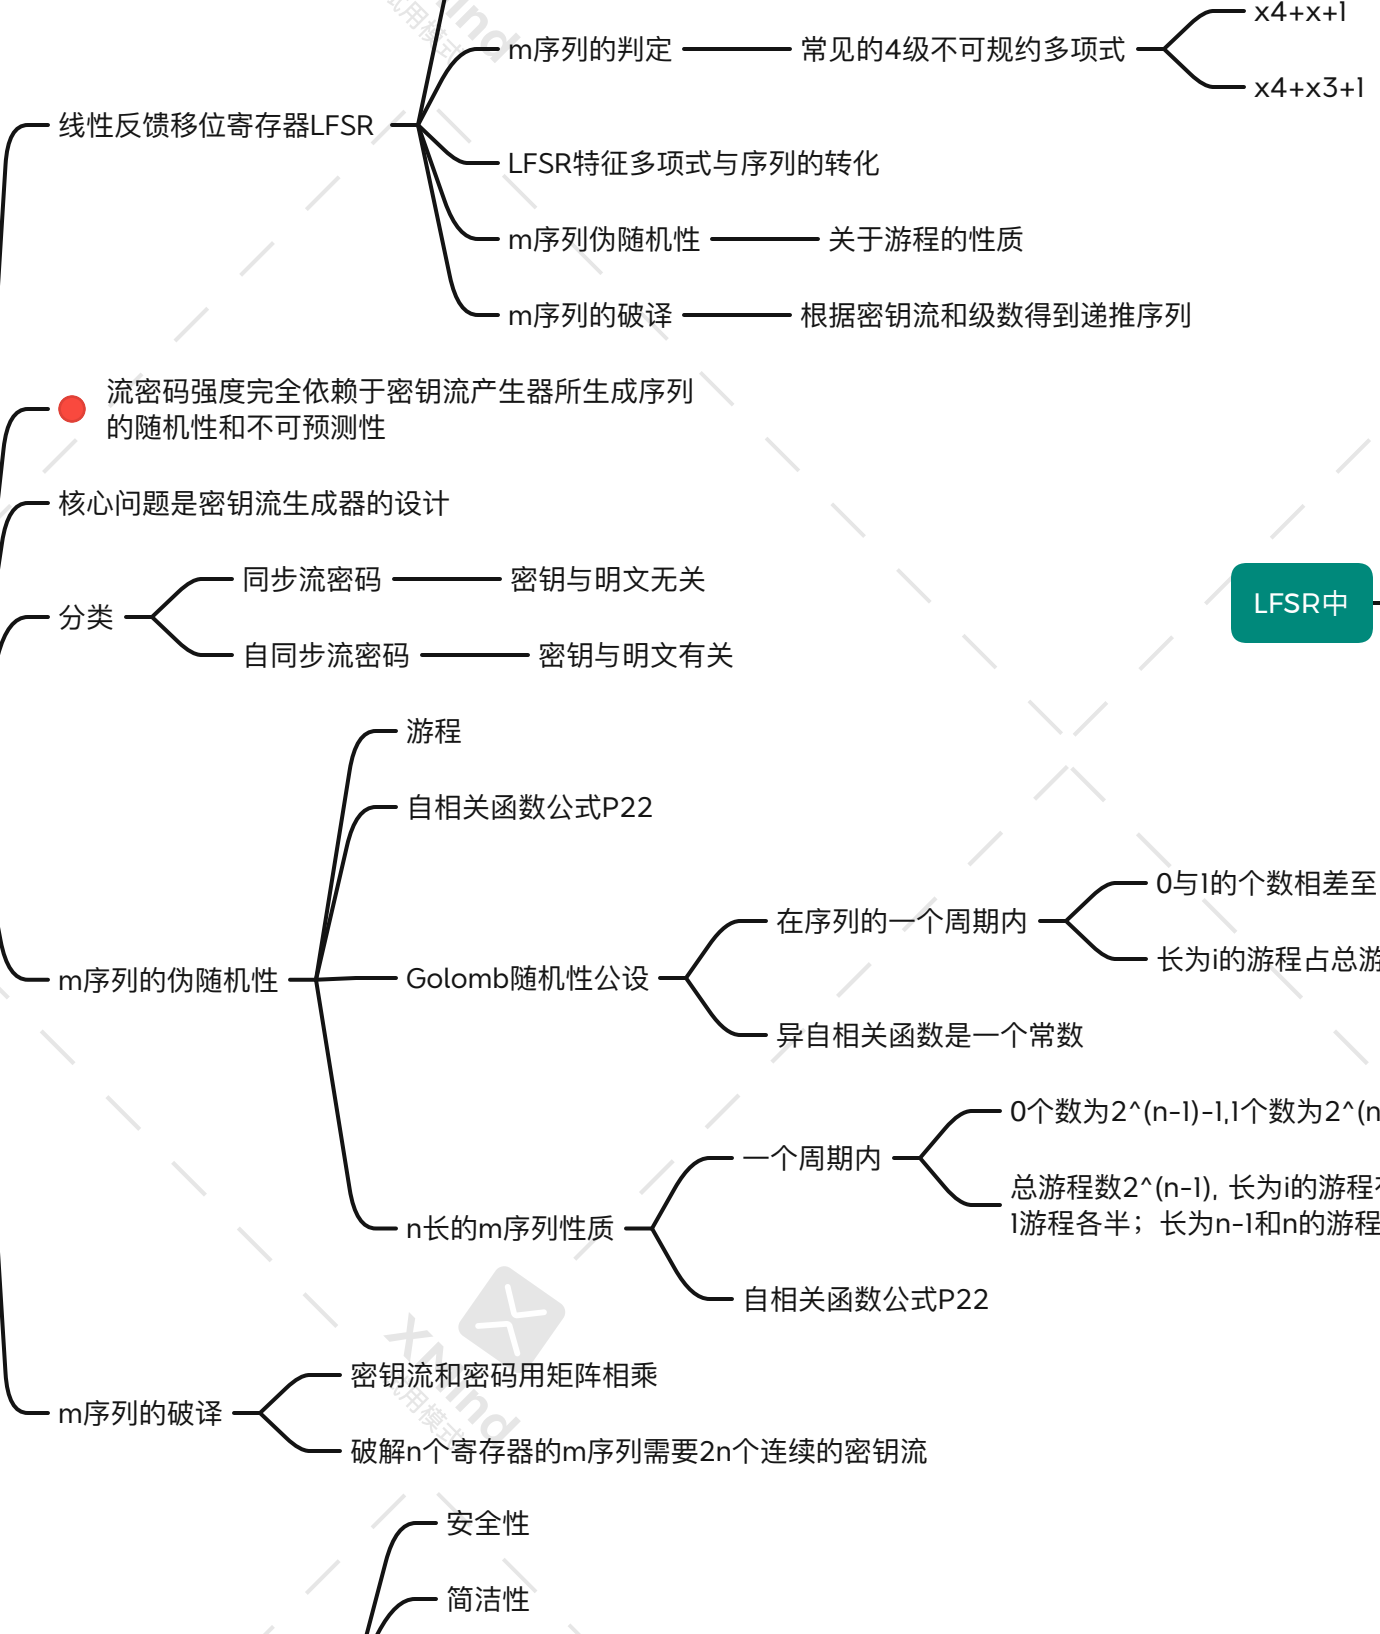 x4+x+1
m序列的判定
常见的4级不可规约多项式
x4+x3+1
线性反馈移位寄存器LFSR
LFSR特征多项式与序列的转化
m序列伪随机性
关于游程的性质
m序列的破译
根据密钥流和级数得到递推序列
流密码强度完全依赖于密钥流产生器所生成序列
的随机性和不可预测性
核心问题是密钥流生成器的设计
分类
同步流密码
密钥与明文无关
自同步流密码
密钥与明文有关
LFSR中
游程
自相关函数公式P22
m序列的伪随机性
Golomb随机性公设
在序列的一个周期内
0与1的个数相差至
长为i的游程占总游
异自相关函数是一个常数
n长的m序列性质
一个周期内
0个数为2^(n-1)-1,1个数为2^(n
总游程数2^(n-1), 长为i的游程
1游程各半；长为n-1和n的游程
自相关函数公式P22
m序列的破译
密钥流和密码用矩阵相乘
破解n个寄存器的m序列需要2n个连续的密钥流
安全性
简洁性
XMind
试用模式